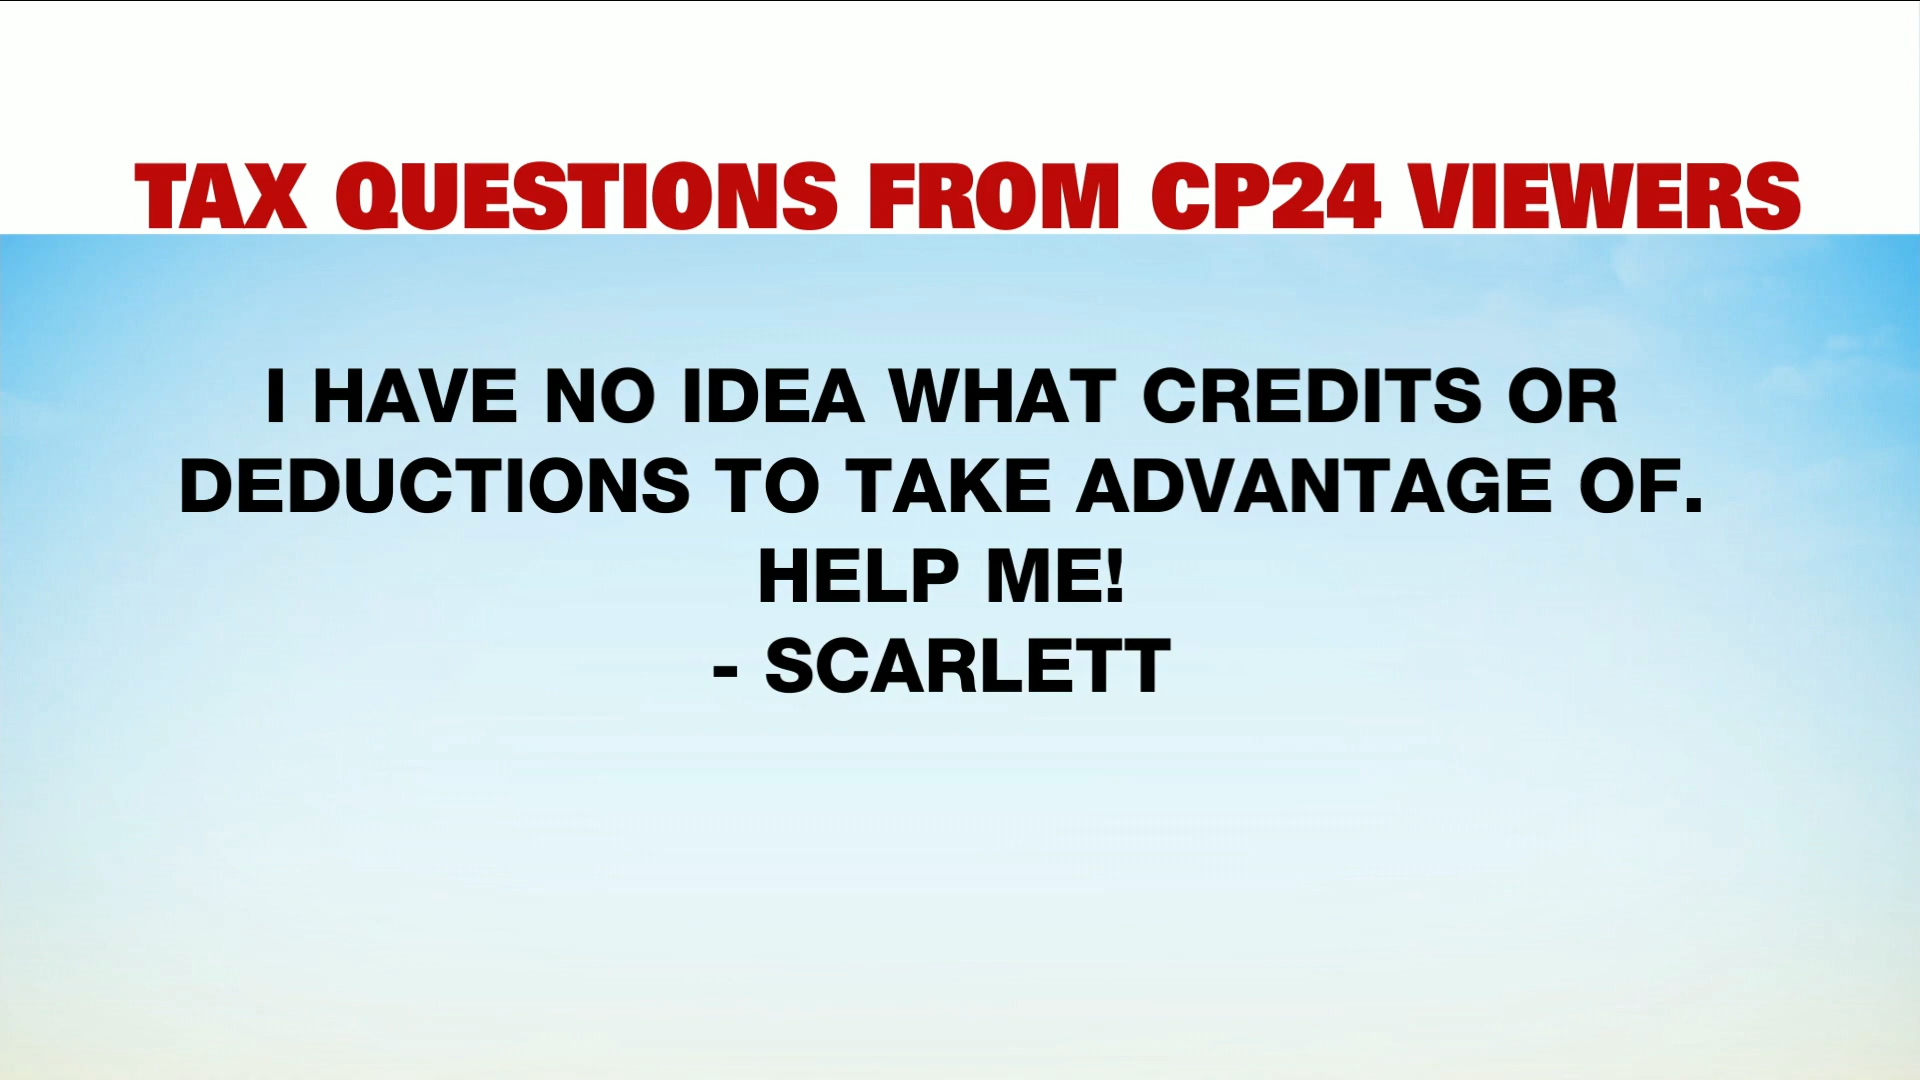 TAX QUESTIONS FROM CP24 VIEWERS
I HAVE NO IDEA WHAT CREDITS OR
DEDUCTIONS TO TAKE ADVANTAGE OF.
HELP ME!
- SCARLETT